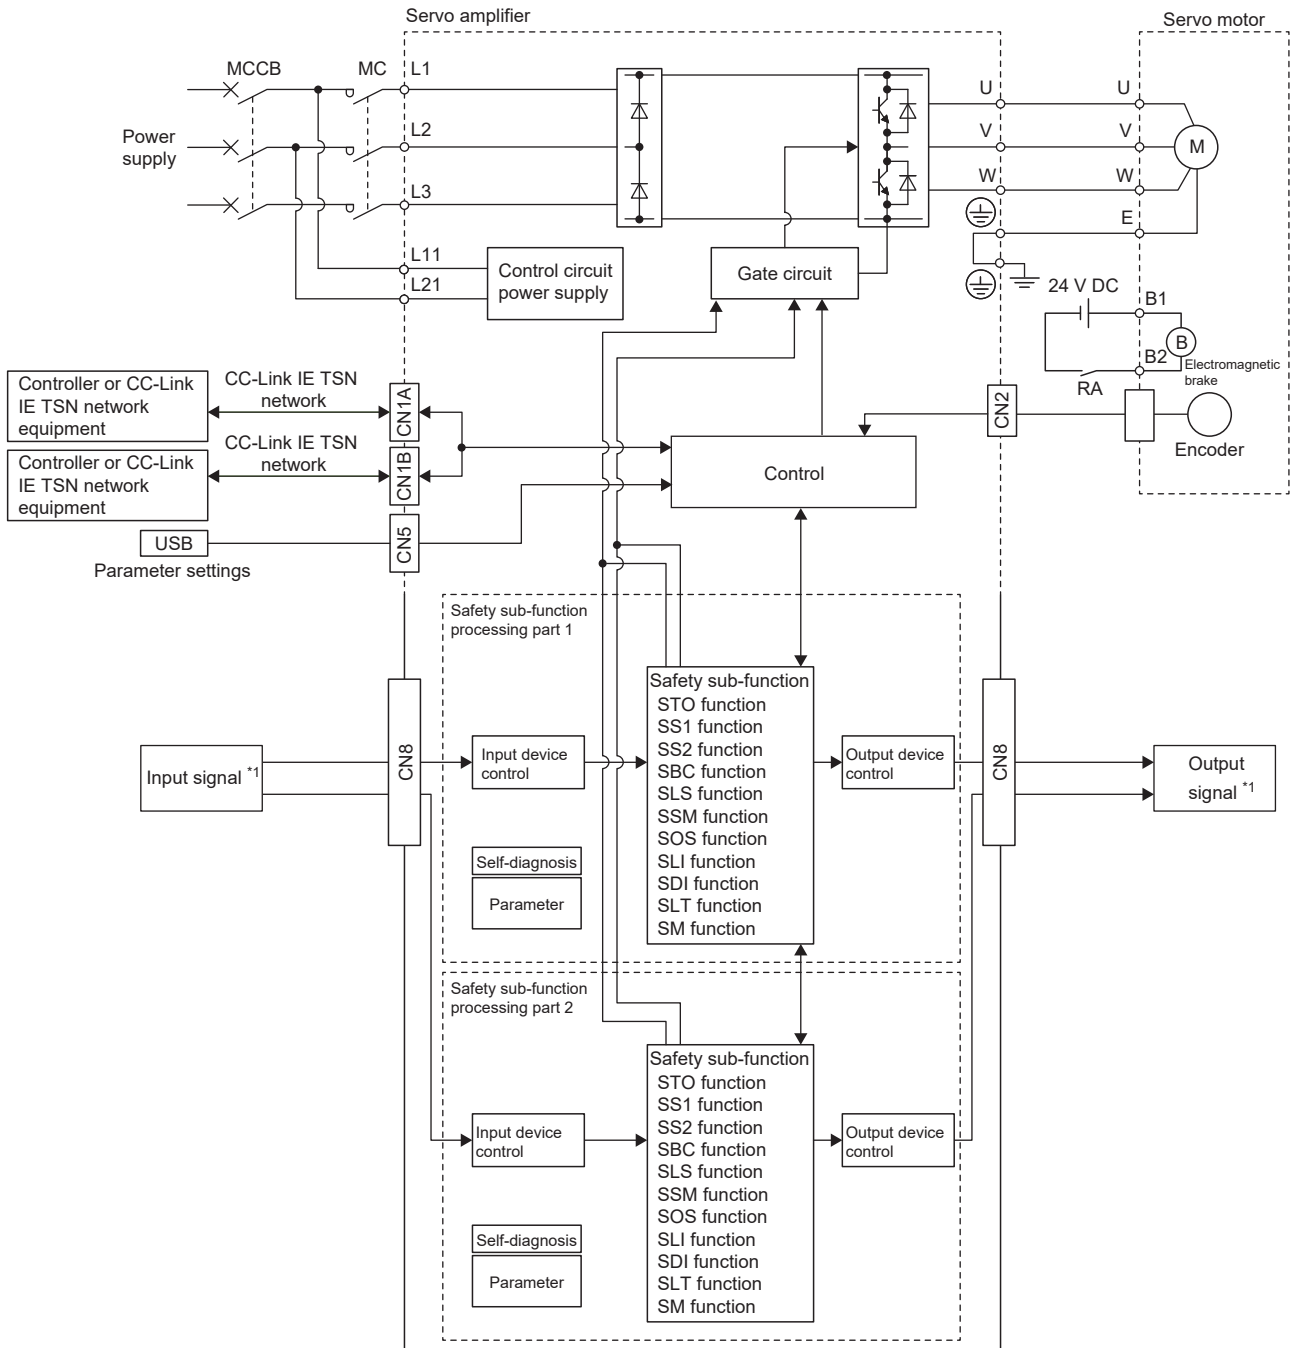 Servo amplifier
Servo motor
MCCB
MC
L1
U
U
Power
supply
L2
V
V
M
L3
W
W
E
L11
L21
Control circuit
power supply
Gate circuit
24 V DC
B1
B
B2
RA
Electromagnetic
brake
Controller or CC-Link
IE TSN network
equipment
CC-Link IE TSN
network
CN1A
CN2
Encoder
Controller or CC-Link
IE TSN network
equipment
CC-Link IE TSN
network
CN1B
Control
USB
CN5
Parameter settings
Safety sub-function
processing part 1
Input signal *1
CN8
Input device
control
Safety sub-function
STO function
SS1 function
SS2 function
SBC function
SLS function
SSM function
SOS function
SLI function
SDI function
SLT function
SM function
Output device
control
CN8
Output
signal *1
Self-diagnosis
Parameter
Safety sub-function
processing part 2
Input device
control
Safety sub-function
STO function
SS1 function
SS2 function
SBC function
SLS function
SSM function
SOS function
SLI function
SDI function
SLT function
SM function
Output device
control
Self-diagnosis
Parameter